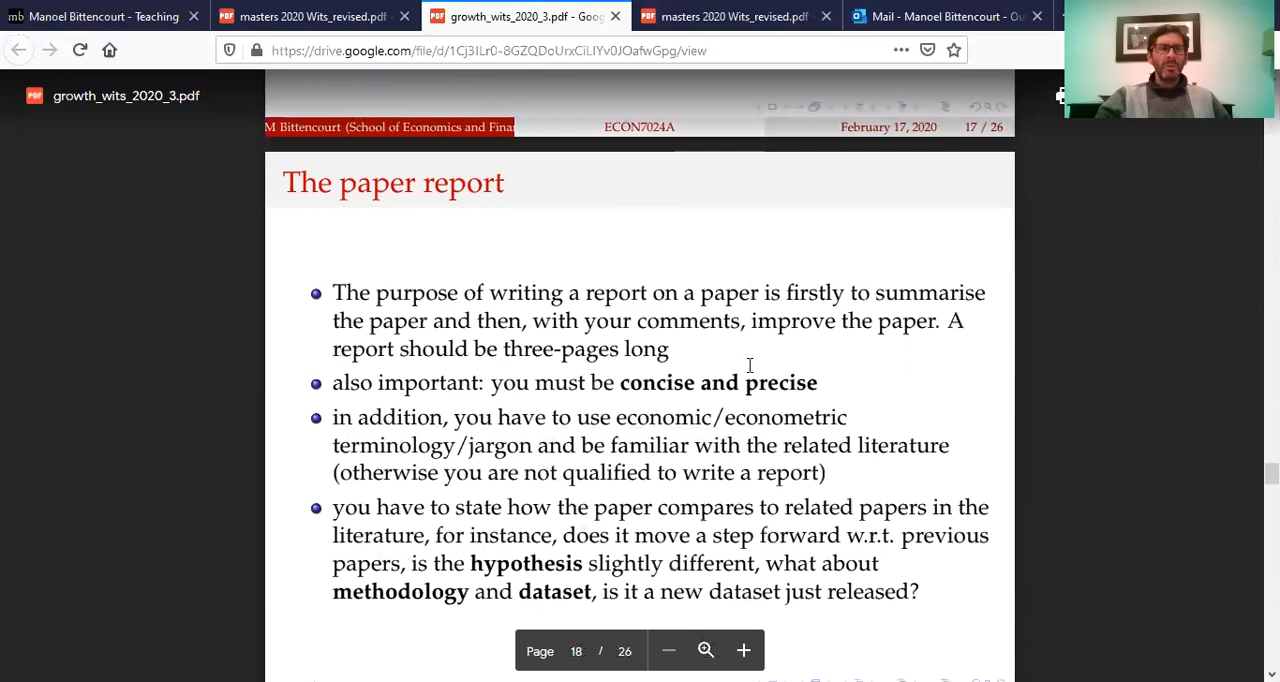 mb Manoel Bittencourt - Teaching
PDF masters 2020 Wits_revised.pdf
PDF growth_wits_2020_3.pdf - Goog
PDF masters 2020 Wits_revised.pdf
Mail - Manoel Bittencourt - Ou
https://drive.google.com/file/d/1Cj3ILr0-8GZQDoUrxCiLlYv0JOafwGpg/view
PDF growth_wits_2020_3.pdf
M Bittencourt (School of Economics and Finan
ECON7024A
February 17, 2020
17 / 26
The paper report
The purpose of writing a report on a paper is firstly to summarise
the paper and then, with your comments, improve the paper. A
report should be three-pages long
also important: you must be concise and precise
in addition, you have to use economic/econometric
terminology/jargon and be familiar with the related literature
(otherwise you are not qualified to write a report)
you have to state how the paper compares to related papers in the
literature, for instance, does it move a step forward w.r.t. previous
papers, is the hypothesis slightly different, what about
methodology and dataset, is it a new dataset just released?
Page 18 / 26